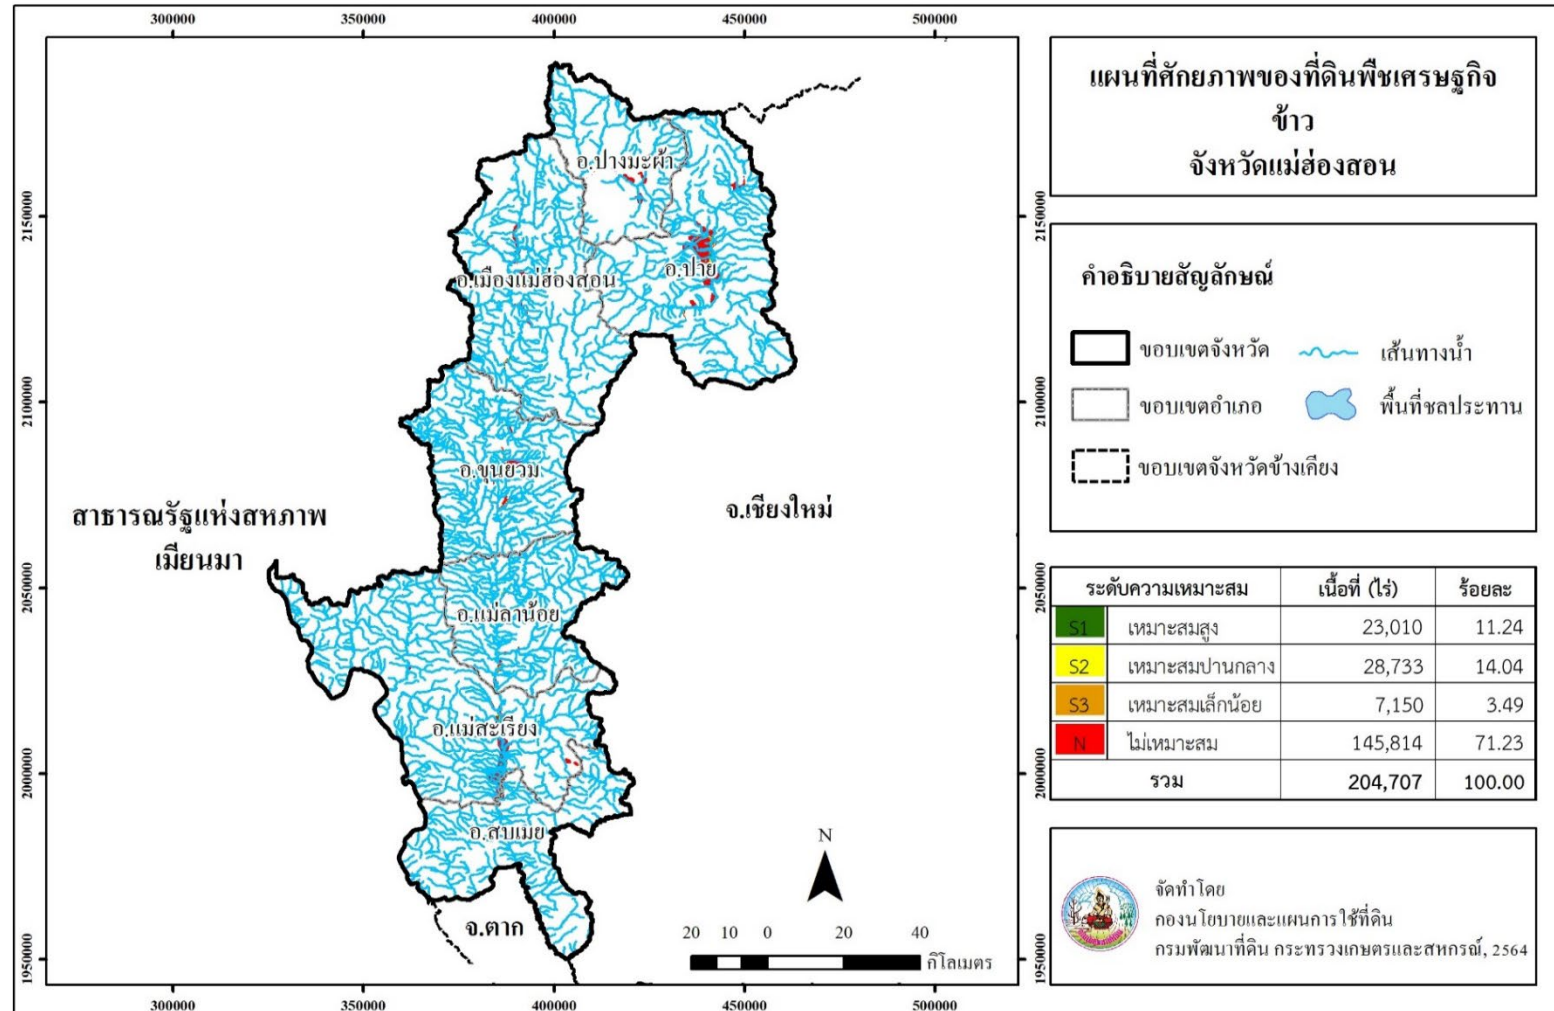 300000 350000 400000 450000 500000
แผนที่ศักยภาพของที่ดินพืชเศรษฐกิจ
ข้าว
จังหวัดแม่ฮ่องสอน
2150000 2150000
2100000 2100000
2050000 2050000
2000000 2000000
1950000 1950000
อ.ปางมะผ้า
อ.ปาย
อ.เมืองแม่ฮ่องสอน
อ.ขุนยวม
สาธารณรัฐแห่งสหภาพ
เมียนมา
จ.เชียงใหม่
อ.แม่ลาน้อย
อ.แม่สะเรียง
อ.สบเมย
จ.ตาก
N
20 10 0 20 40
กิโลเมตร
300000 350000 400000 450000 500000
คำอธิบายสัญลักษณ์
ขอบเขตจังหวัด เส้นทางน้ำ
ขอบเขตอำเภอ พื้นที่ชลประทาน
ขอบเขตจังหวัดข้างเคียง
ระดับความเหมาะสม เนื้อที่ (ไร่) ร้อยละ
S1 เหมาะสมสูง 23,010 11.24
S2 เหมาะสมปานกลาง 28,733 14.04
S3 เหมาะสมเล็กน้อย 7,150 3.49
N ไม่เหมาะสม 145,814 71.23
รวม 204,707 100.00
จัดทำโดย
กองนโยบายและแผนการใช้ที่ดิน
กรมพัฒนาที่ดิน กระทรวงเกษตรและสหกรณ์, 2564